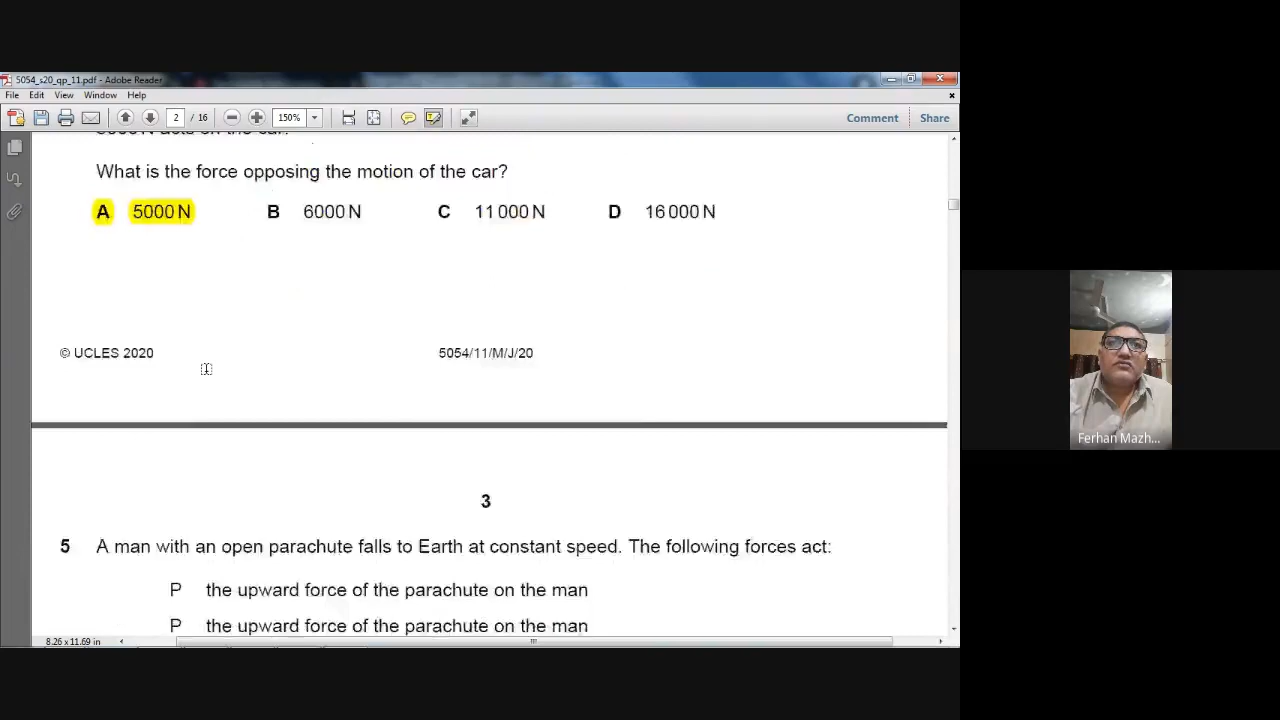 5054_s20_qp_11.pdf - Adobe Reader
File Edit View Window Help
2 / 16 150% Comment Share
What is the force opposing the motion of the car?
A 5000 N B 6000 N C 11 000 N D 16 000 N
© UCLES 2020 5054/11/M/J/20
3
5 A man with an open parachute falls to Earth at constant speed. The following forces act:
P the upward force of the parachute on the man
P the upward force of the parachute on the man
8.26 x 11.69 in
Ferhan Mazh...